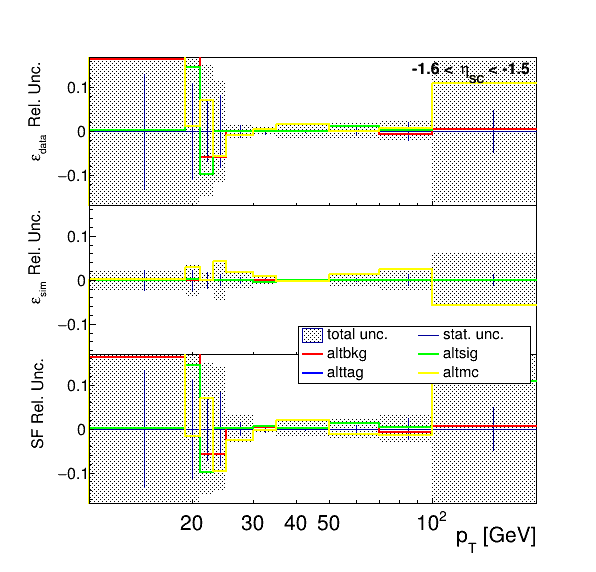 -1.6 < η_SC < -1.5
ε_data Rel. Unc.
0.1
0
−0.1
ε_sim Rel. Unc.
0.1
0
−0.1
total unc. stat. unc.
altbkg altsig
alttag altmc
SF Rel. Unc.
0.1
0
−0.1
20 30 40 50 10²
p_T [GeV]